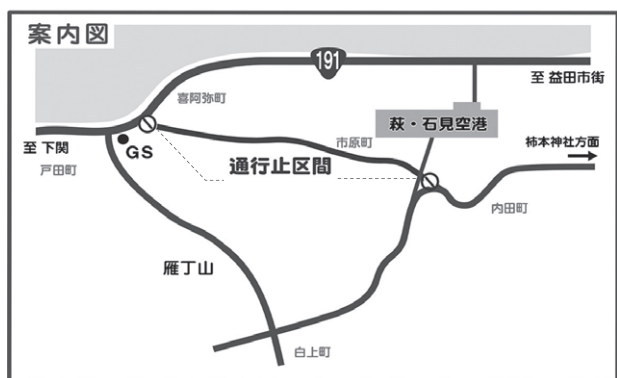 案内図
191
至 益田市街
喜阿弥町
萩・石見空港
市原町
柿本神社方面
至 下関
GS
戸田町
通行止区間
内田町
雁丁山
白上町